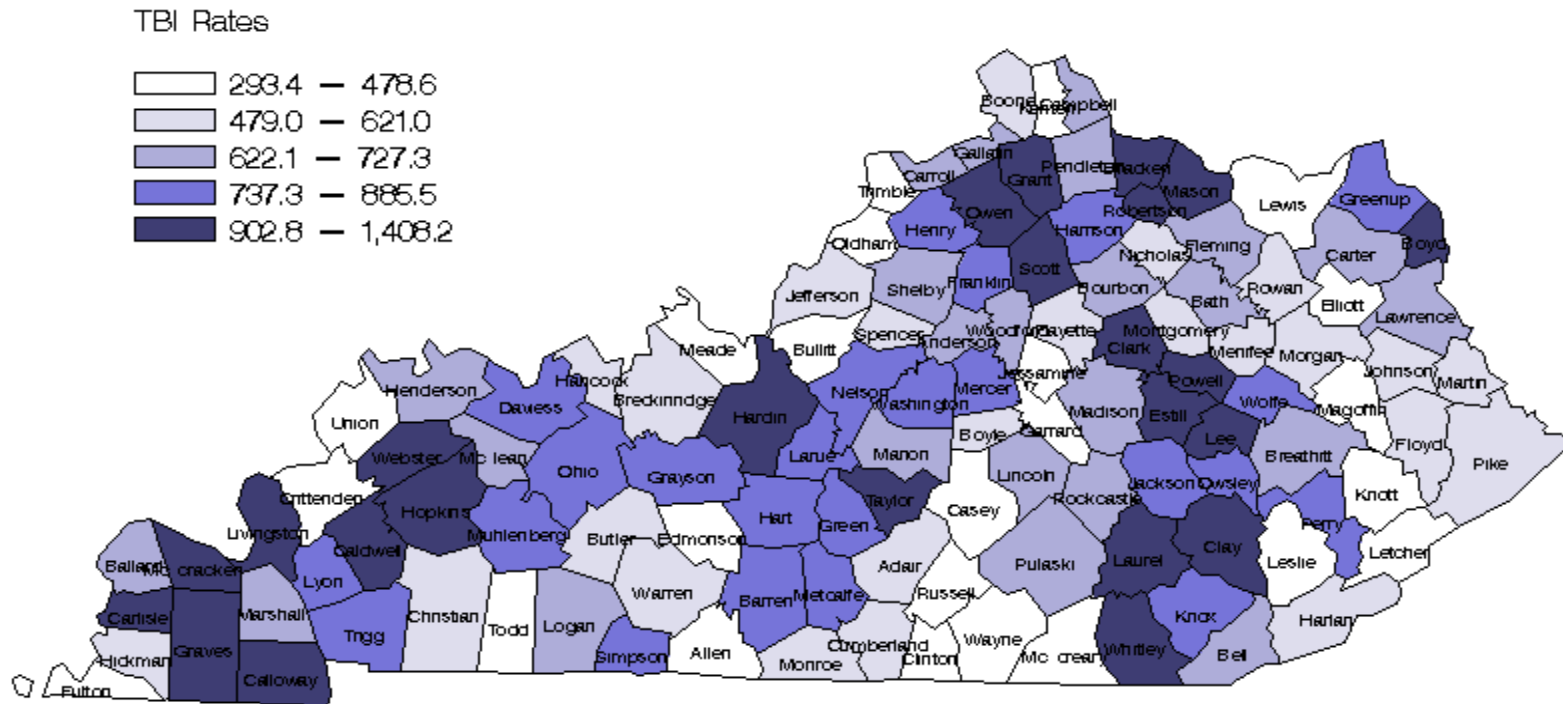 TBI Rates
293.4 – 478.6
479.0 – 621.0
622.1 – 727.3
737.3 – 885.5
902.8 – 1,408.2
Boone
Campbell
Gallatin
Carroll
Grant
Pendleton
Bracken
Mason
Trimble
Owen
Robertson
Lewis
Greenup
Henry
Harrison
Oldham
Nicholas
Fleming
Carter
Boyd
Scott
Jefferson
Shelby
Franklin
Bourbon
Bath
Rowan
Elliott
Lawrence
Spencer
Anderson
Woodford
Fayette
Montgomery
Clark
Menifee
Morgan
Meade
Bullitt
Jessamine
Johnson
Martin
Henderson
Hancock
Breckinridge
Daviess
Nelson
Washington
Mercer
Powell
Wolfe
Magoffin
Union
Hardin
Madison
Estill
Garrard
Boyle
Lee
Floyd
Pike
Webster
Mc lean
Ohio
Grayson
Larue
Marion
Lincoln
Breathitt
Crittenden
Rockcastle
Jackson
Owsley
Knott
Hopkins
Taylor
Casey
Livingston
Muhlenberg
Hart
Green
Perry
Caldwell
Butler
Edmonson
Laurel
Clay
Leslie
Letcher
Ballard
Mc cracken
Lyon
Adair
Pulaski
Carlisle
Marshall
Christian
Warren
Barren
Metcalfe
Russell
Knox
Harlan
Trigg
Todd
Logan
Cumberland
Wayne
Hickman
Graves
Simpson
Allen
Monroe
Clinton
Mc crean
Whitley
Bell
Calloway
Fulton